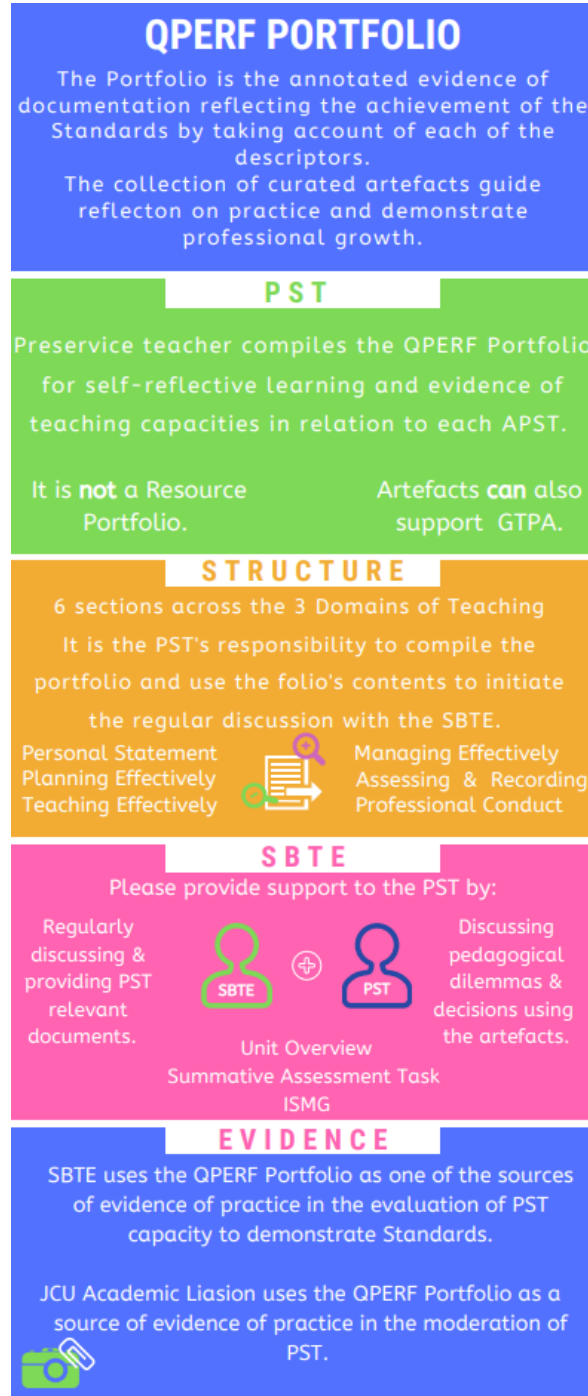 QPERF PORTFOLIO
The Portfolio is the annotated evidence of
documentation reflecting the achievement of the
Standards by taking account of each of the
descriptors.
The collection of curated artefacts guide
reflecton on practice and demonstrate
professional growth.
PST
Preservice teacher compiles the QPERF Portfolio
for self-reflective learning and evidence of
teaching capacities in relation to each APST.
It is not a Resource
Portfolio.
Artefacts can also
support GTPA.
STRUCTURE
6 sections across the 3 Domains of Teaching
It is the PST's responsibility to compile the
portfolio and use the folio's contents to initiate
the regular discussion with the SBTE.
Personal Statement
Planning Effectively
Teaching Effectively
Managing Effectively
Assessing & Recording
Professional Conduct
SBTE
Please provide support to the PST by:
Regularly
discussing &
providing PST
relevant
documents.
SBTE
PST
Discussing
pedagogical
dilemmas &
decisions using
the artefacts.
Unit Overview
Summative Assessment Task
ISMG
EVIDENCE
SBTE uses the QPERF Portfolio as one of the sources
of evidence of practice in the evaluation of PST
capacity to demonstrate Standards.
JCU Academic Liasion uses the QPERF Portfolio as a
source of evidence of practice in the moderation of
PST.